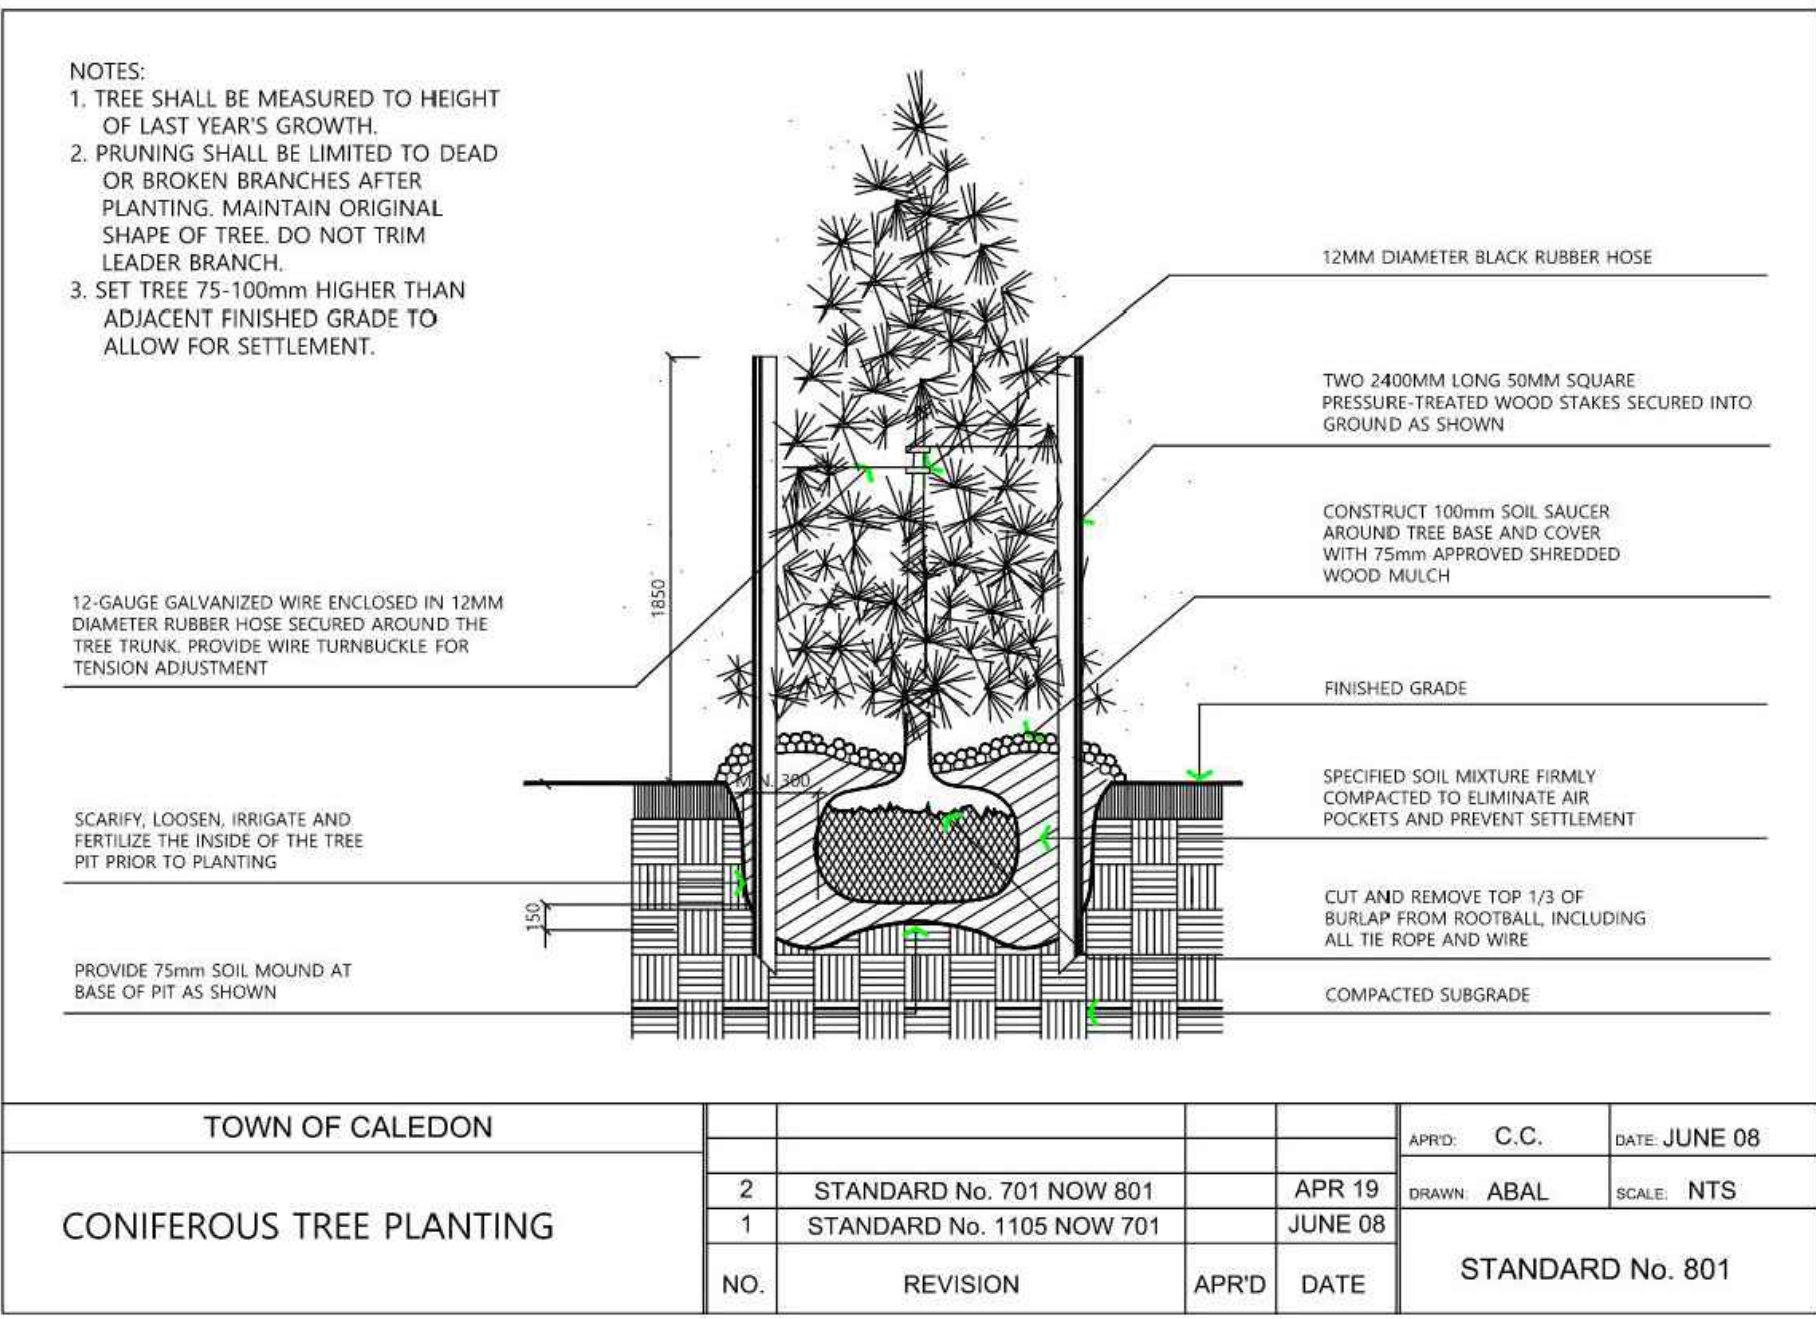 NOTES:
1. TREE SHALL BE MEASURED TO HEIGHT
OF LAST YEAR'S GROWTH.
2. PRUNING SHALL BE LIMITED TO DEAD
OR BROKEN BRANCHES AFTER
PLANTING. MAINTAIN ORIGINAL
SHAPE OF TREE. DO NOT TRIM
LEADER BRANCH.
3. SET TREE 75-100mm HIGHER THAN
ADJACENT FINISHED GRADE TO
ALLOW FOR SETTLEMENT.
12MM DIAMETER BLACK RUBBER HOSE
TWO 2400MM LONG 50MM SQUARE
PRESSURE-TREATED WOOD STAKES SECURED INTO
GROUND AS SHOWN
CONSTRUCT 100mm SOIL SAUCER
AROUND TREE BASE AND COVER
WITH 75mm APPROVED SHREDDED
WOOD MULCH
1850
12-GAUGE GALVANIZED WIRE ENCLOSED IN 12MM
DIAMETER RUBBER HOSE SECURED AROUND THE
TREE TRUNK. PROVIDE WIRE TURNBUCKLE FOR
TENSION ADJUSTMENT
FINISHED GRADE
MIN. 300
SPECIFIED SOIL MIXTURE FIRMLY
COMPACTED TO ELIMINATE AIR
POCKETS AND PREVENT SETTLEMENT
SCARIFY, LOOSEN, IRRIGATE AND
FERTILIZE THE INSIDE OF THE TREE
PIT PRIOR TO PLANTING
150
CUT AND REMOVE TOP 1/3 OF
BURLAP FROM ROOTBALL, INCLUDING
ALL TIE ROPE AND WIRE
PROVIDE 75mm SOIL MOUND AT
BASE OF PIT AS SHOWN
COMPACTED SUBGRADE
TOWN OF CALEDON
CONIFEROUS TREE PLANTING
2 STANDARD No. 701 NOW 801 APR 19
1 STANDARD No. 1105 NOW 701 JUNE 08
NO. REVISION APR'D DATE
APR'D: C.C. DATE: JUNE 08
DRAWN: ABAL SCALE: NTS
STANDARD No. 801